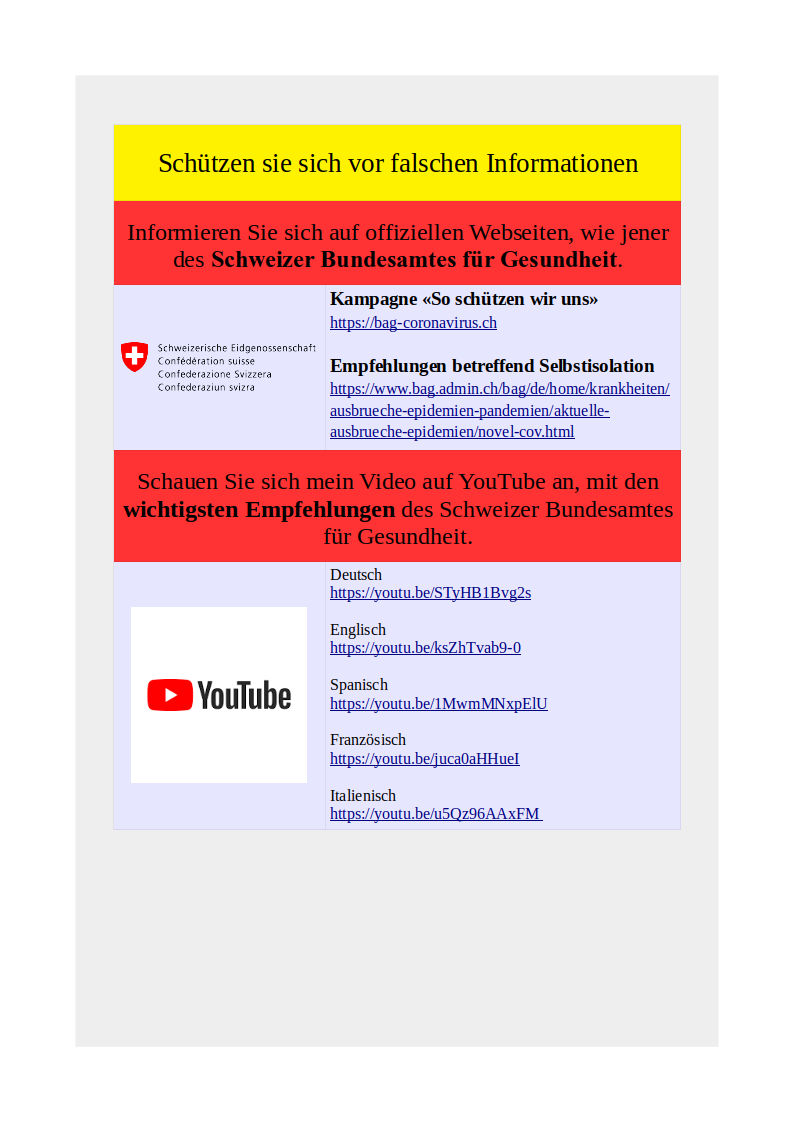 Schützen sie sich vor falschen Informationen
Informieren Sie sich auf offiziellen Webseiten, wie jener
des Schweizer Bundesamtes für Gesundheit.
Schweizerische Eidgenossenschaft
Confédération suisse
Confederazione Svizzera
Confederaziun svizra
Kampagne «So schützen wir uns»
https://bag-coronavirus.ch
Empfehlungen betreffend Selbstisolation
https://www.bag.admin.ch/bag/de/home/krankheiten/
ausbrueche-epidemien-pandemien/aktuelle-
ausbrueche-epidemien/novel-cov.html
Schauen Sie sich mein Video auf YouTube an, mit den
wichtigsten Empfehlungen des Schweizer Bundesamtes
für Gesundheit.
YouTube
Deutsch
https://youtu.be/STyHB1Bvg2s
Englisch
https://youtu.be/ksZhTvab9-0
Spanisch
https://youtu.be/1MwmMNxpElU
Französisch
https://youtu.be/juca0aHHueI
Italienisch
https://youtu.be/u5Qz96AAxFM